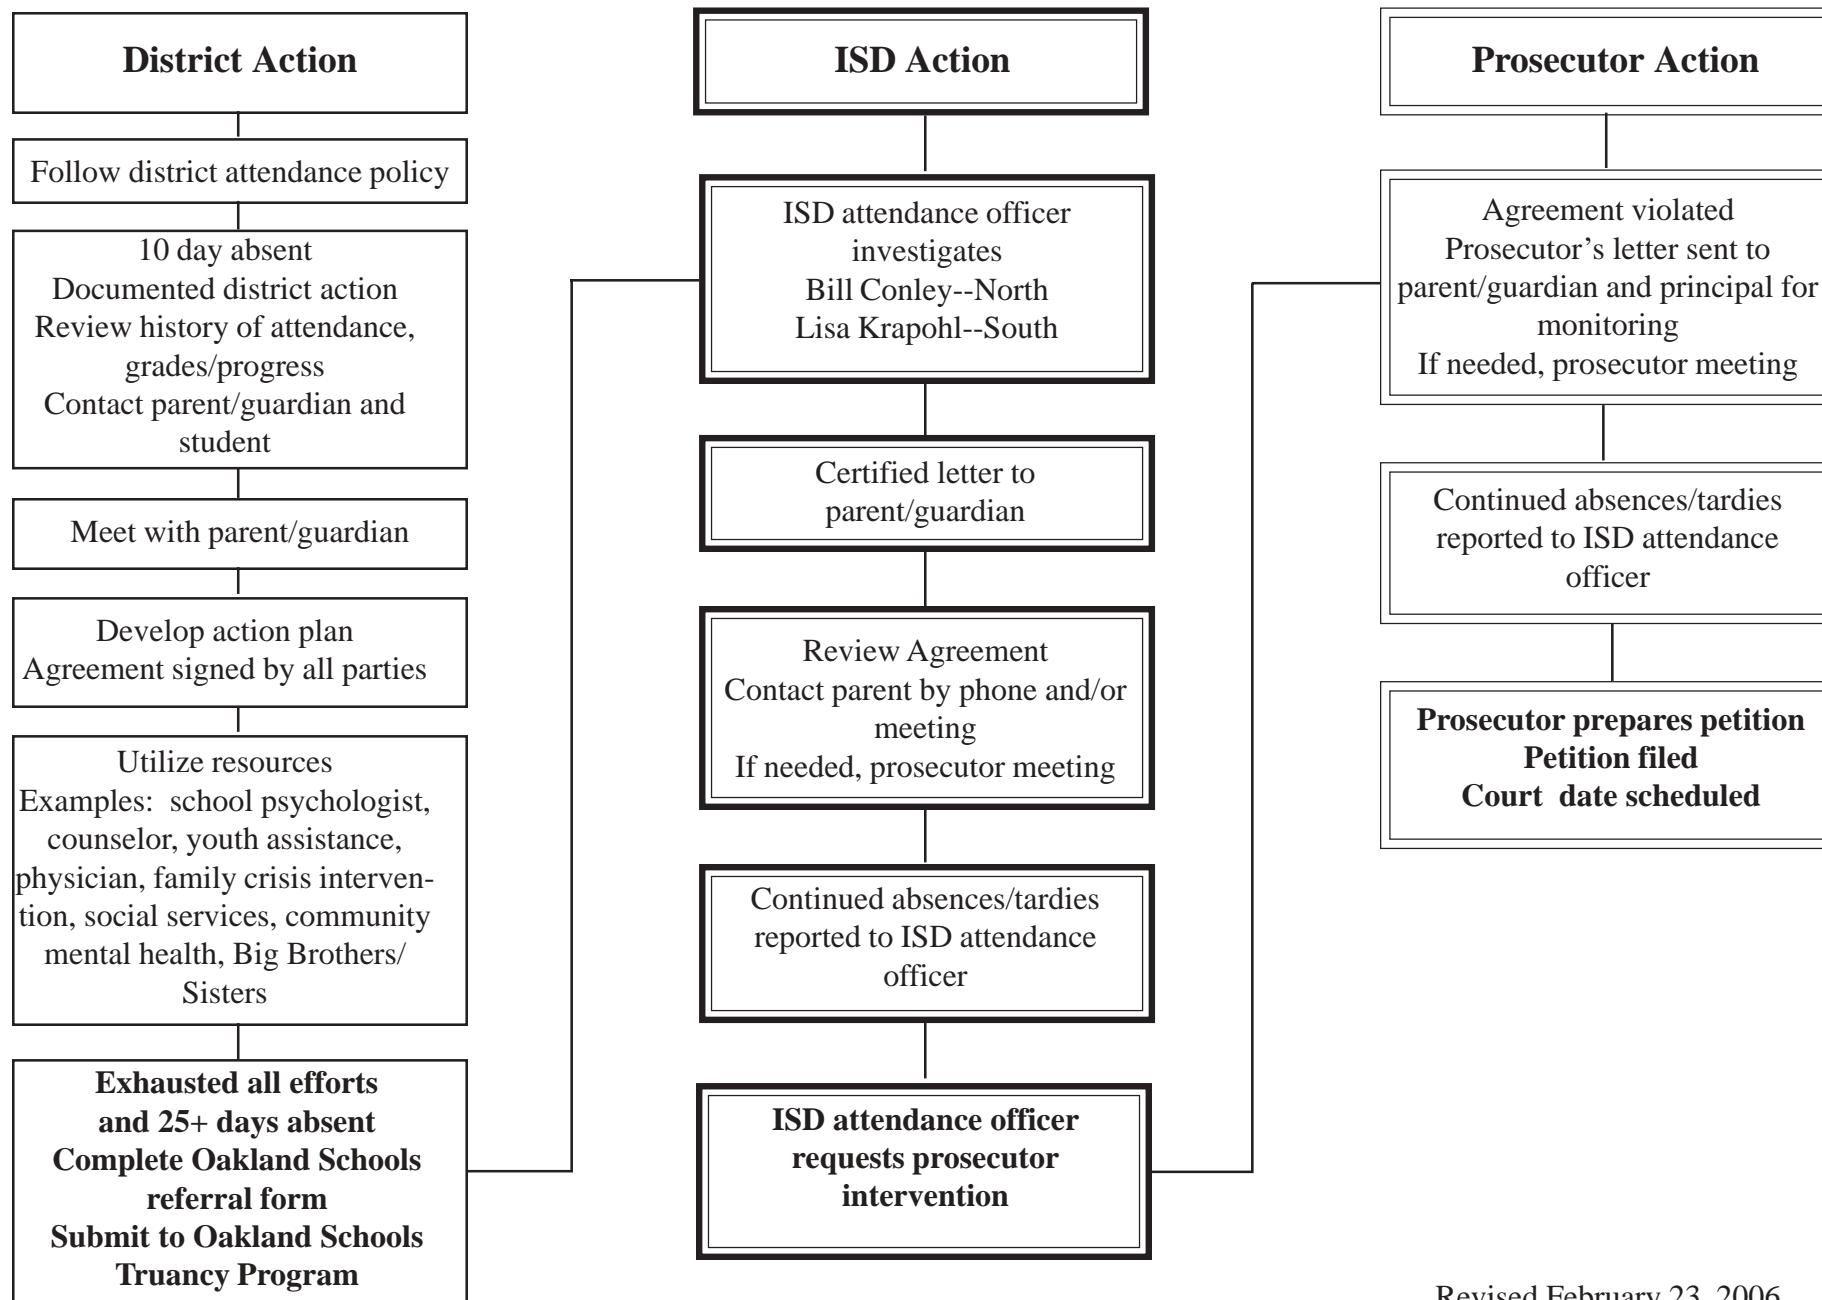 District Action
Follow district attendance policy
10 day absent
Documented district action
Review history of attendance,
grades/progress
Contact parent/guardian and
student
Meet with parent/guardian
Develop action plan
Agreement signed by all parties
Utilize resources
Examples:  school psychologist,
counselor, youth assistance,
physician, family crisis interven-
tion, social services, community
mental health, Big Brothers/
Sisters
Exhausted all efforts
and 25+ days absent
Complete Oakland Schools
referral form
Submit to Oakland Schools
Truancy Program
ISD Action
ISD attendance officer
investigates
Bill Conley--North
Lisa Krapohl--South
Certified letter to
parent/guardian
Review Agreement
Contact parent by phone and/or
meeting
If needed, prosecutor meeting
Continued absences/tardies
reported to ISD attendance
officer
ISD attendance officer
requests prosecutor
intervention
Prosecutor Action
Agreement violated
Prosecutor’s letter sent to
parent/guardian and principal for
monitoring
If needed, prosecutor meeting
Continued absences/tardies
reported to ISD attendance
officer
Prosecutor prepares petition
Petition filed
Court  date scheduled
Revised February 23, 2006